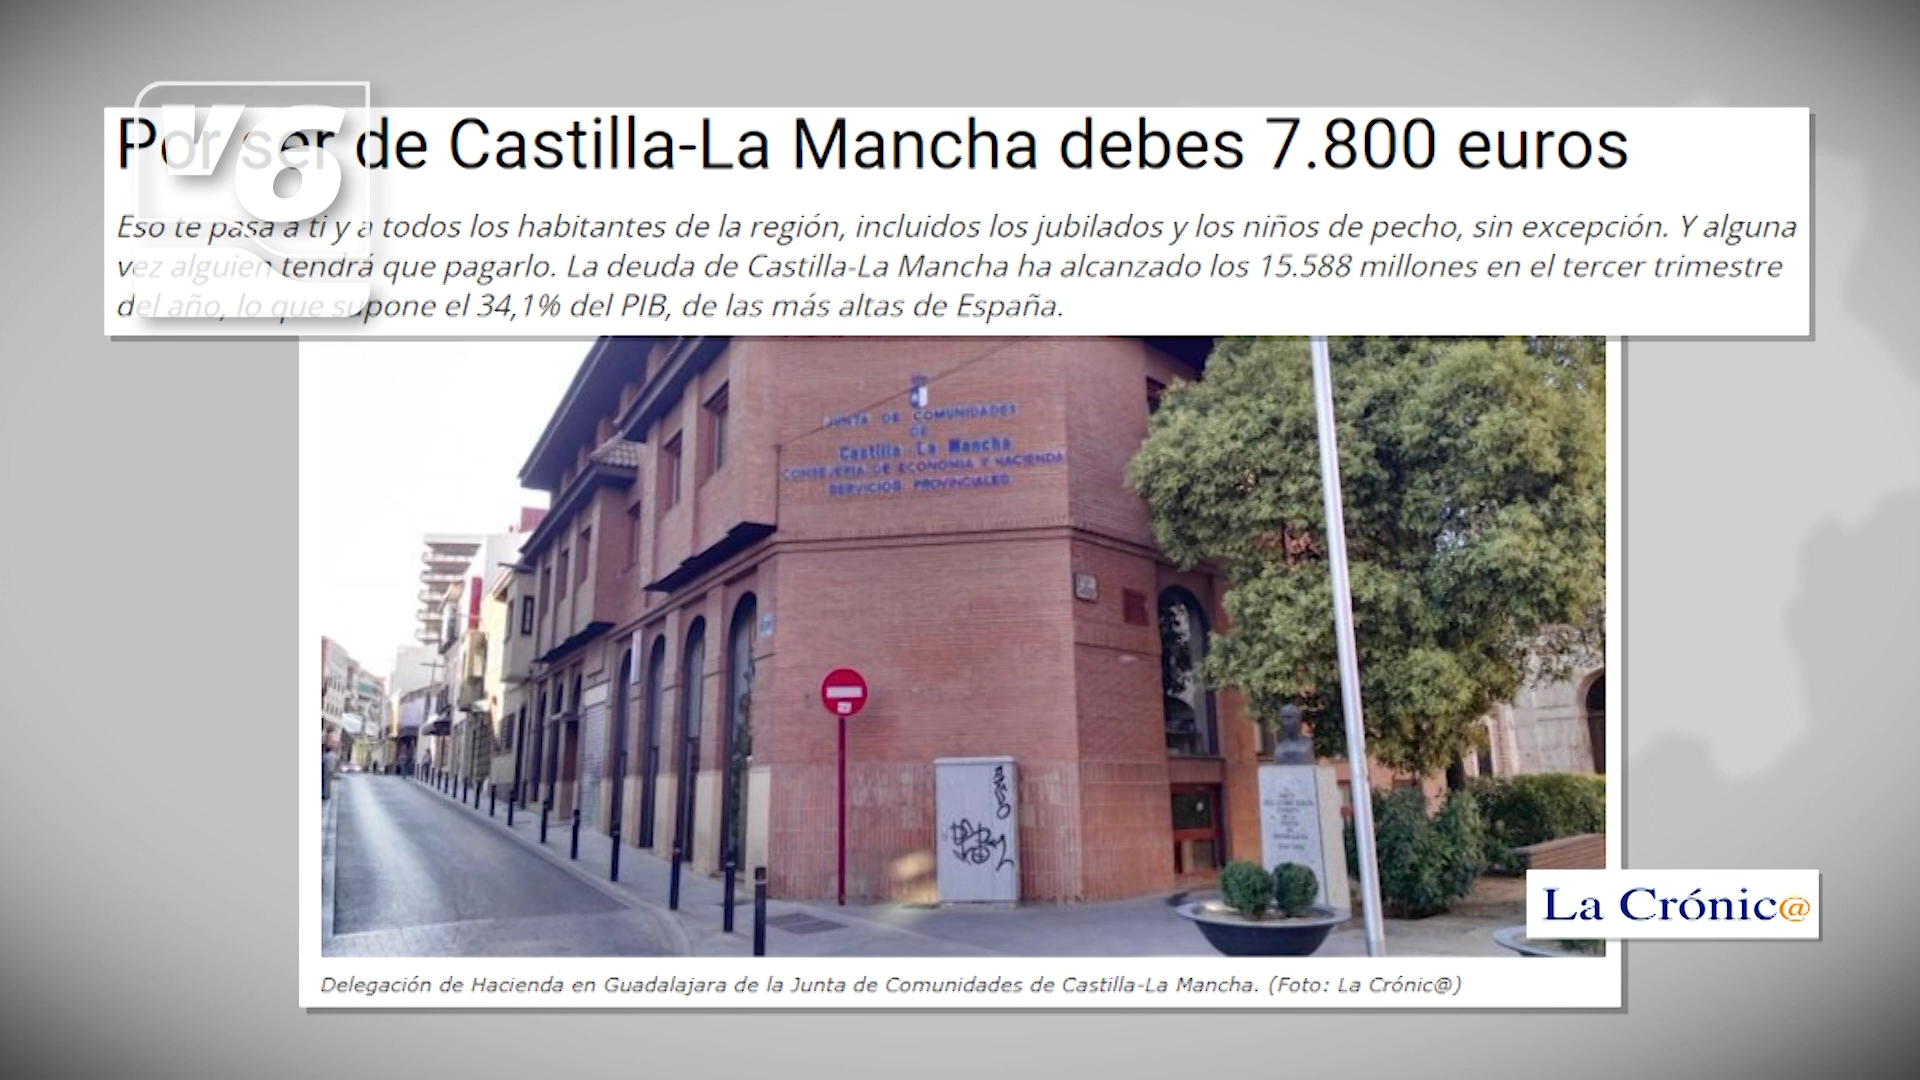 V6
Por ser de Castilla-La Mancha debes 7.800 euros
Eso te pasa a ti y a todos los habitantes de la región, incluidos los jubilados y los niños de pecho, sin excepción. Y alguna
vez alguien tendrá que pagarlo. La deuda de Castilla-La Mancha ha alcanzado los 15.588 millones en el tercer trimestre
del año, lo que supone el 34,1% del PIB, de las más altas de España.
JUNTA DE COMUNIDADES
DE
Castilla-La Mancha
CONSEJERIA DE ECONOMIA Y HACIENDA
SERVICIOS PROVINCIALES
La Crónic@
Delegación de Hacienda en Guadalajara de la Junta de Comunidades de Castilla-La Mancha. (Foto: La Crónic@)